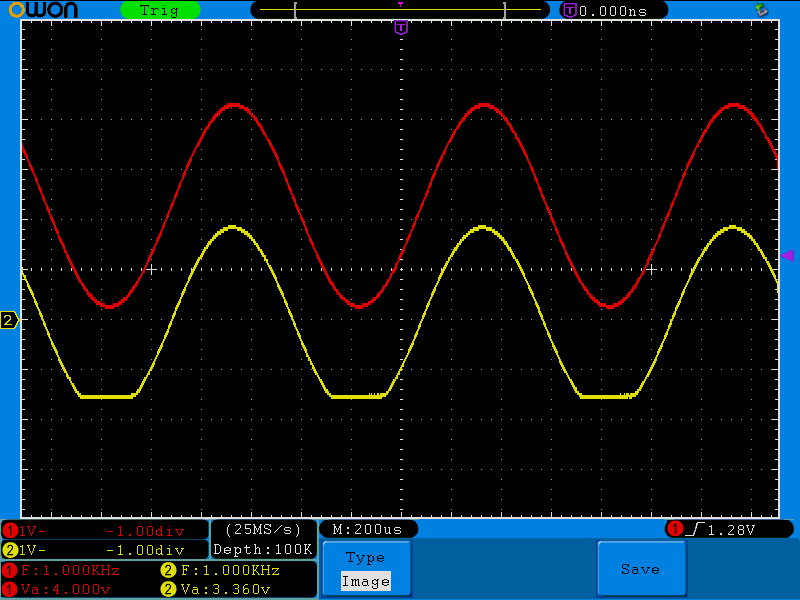 OWON Trig T 0.000ns
T
2
1 1V- -1.00div (25MS/s) M:200us 1 1.28V
2 1V- -1.00div Depth:100K
1 F:1.000KHz 2 F:1.000KHz Type Save
1 Va:4.000v 2 Va:3.360v Image